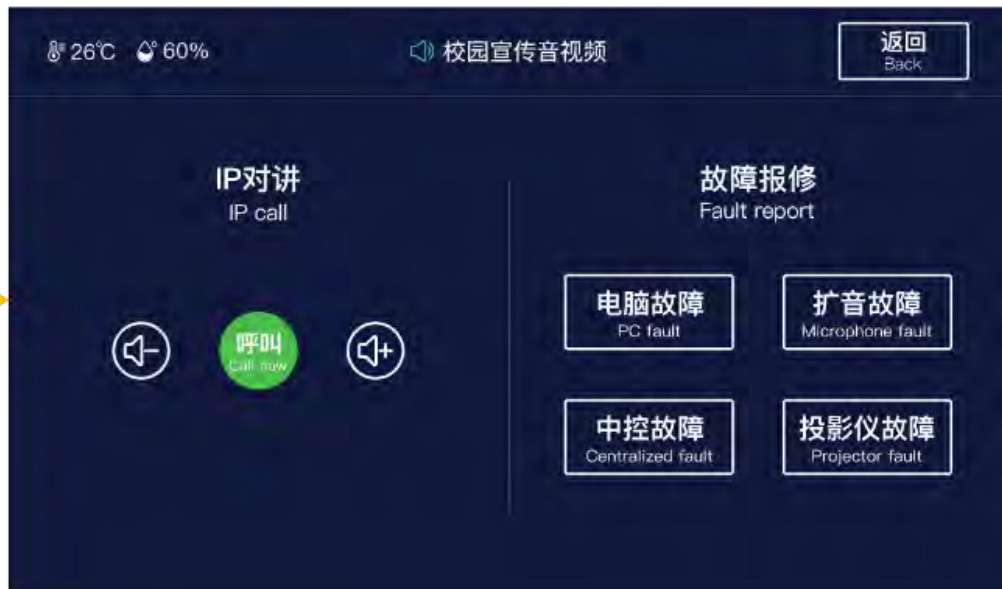 26℃ 60%
校园宣传音视频
返回
Back
IP对讲
IP call
呼叫
Call now
故障报修
Fault report
电脑故障
PC fault
扩音故障
Microphone fault
中控故障
Centralized fault
投影仪故障
Projector fault